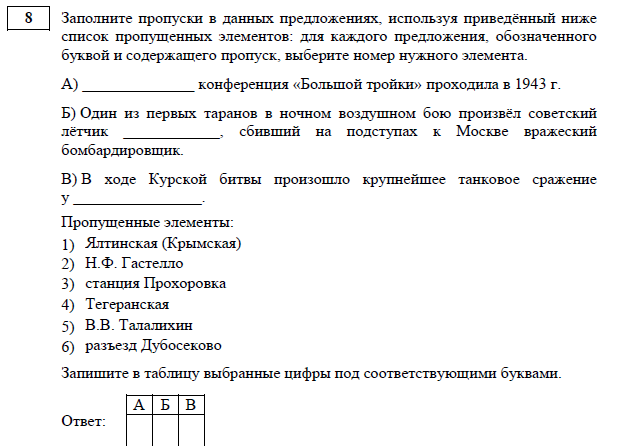 8
Заполните пропуски в данных предложениях, используя приведённый ниже
список пропущенных элементов: для каждого предложения, обозначенного
буквой и содержащего пропуск, выберите номер нужного элемента.
А) _______________ конференция «Большой тройки» проходила в 1943 г.
Б) Один из первых таранов в ночном воздушном бою произвёл советский
лётчик _____________, сбивший на подступах к Москве вражеский
бомбардировщик.
В) В ходе Курской битвы произошло крупнейшее танковое сражение
у _________________.
Пропущенные элементы:
1) Ялтинская (Крымская)
2) Н.Ф. Гастелло
3) станция Прохоровка
4) Тегеранская
5) В.В. Талалихин
6) разъезд Дубосеково
Запишите в таблицу выбранные цифры под соответствующими буквами.
А Б В
Ответ: